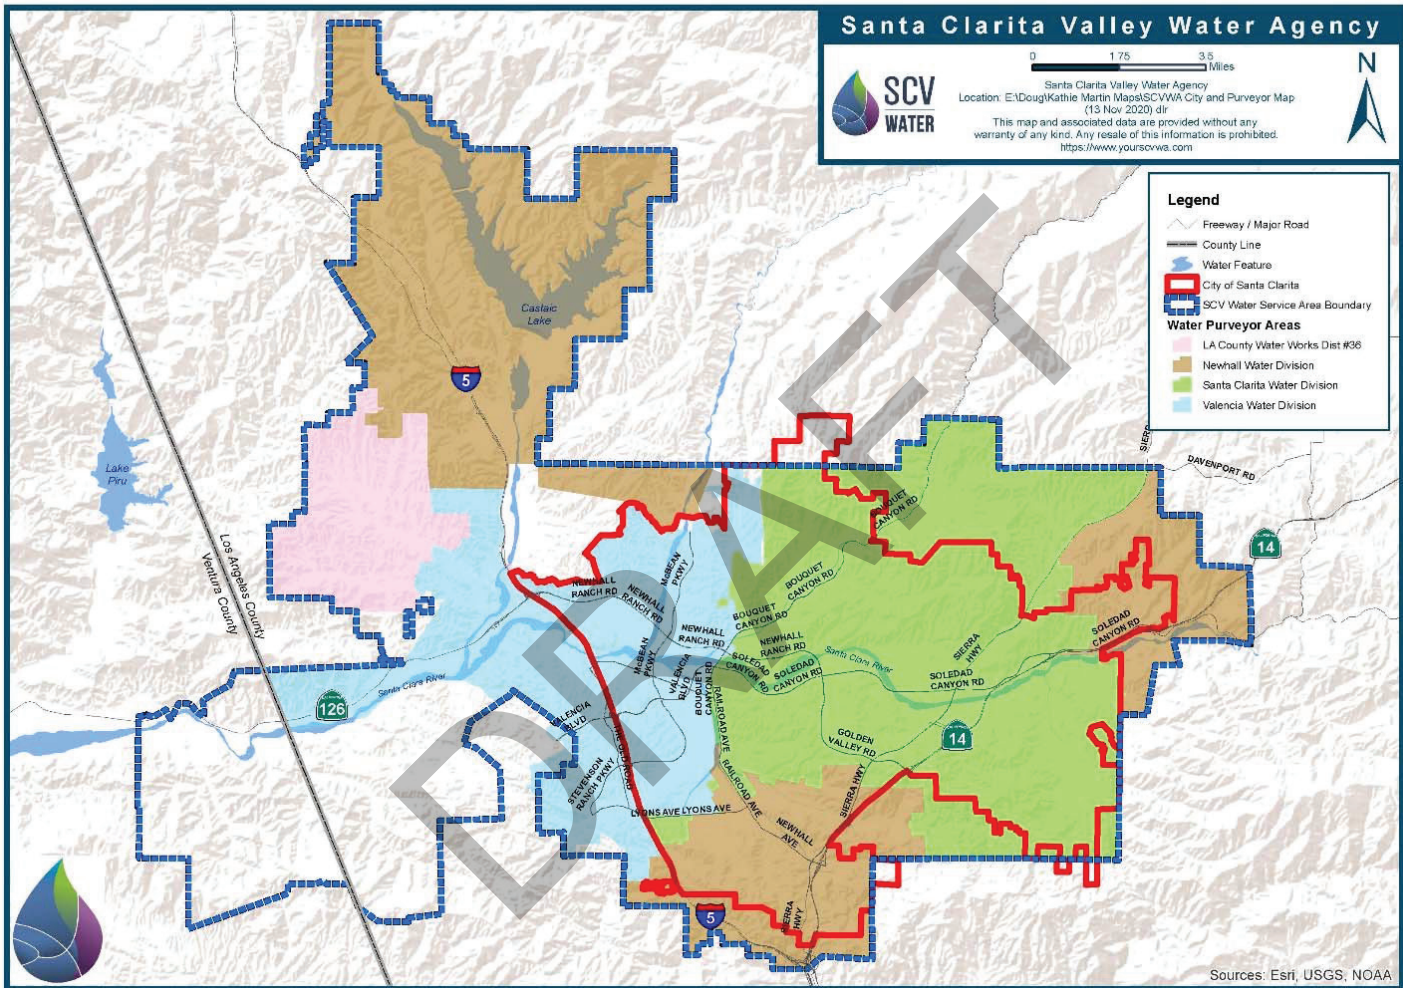 Santa Clarita Valley Water Agency
0 1.75 3.5
Miles
N
SCV
WATER
Santa Clarita Valley Water Agency
Location: E:\Doug\Kathie Martin Maps\SCVWA City and Purveyor Map
(13 Nov 2020) dlr
This map and associated data are provided without any
warranty of any kind. Any resale of this information is prohibited.
https://www.yourscvwa.com
Legend
Freeway / Major Road
County Line
Water Feature
City of Santa Clarita
SCV Water Service Area Boundary
Water Purveyor Areas
LA County Water Works Dist #36
Newhall Water Division
Santa Clarita Water Division
Valencia Water Division
DRAFT
Castaic
Lake
5
Lake
Piru
Los Angeles County
Ventura County
DAVENPORT RD
14
BOUQUET
CANYON RD
McBEAN
PKWY
NEWHALL
RANCH RD
NEWHALL
RANCH RD
BOUQUET
CANYON RD
BOUQUET
CANYON RD
NEWHALL
RANCH RD
NEWHALL
RANCH RD
SOLEDAD
CANYON RD
SIERRA
HWY
Santa Clara River
McBEAN
PKWY
VALENCIA
BLVD
BOUQUET
CANYON RD
SOLEDAD
CANYON RD
SOLEDAD
CANYON RD
SOLEDAD
CANYON RD
Santa Clara River
126
VALENCIA
BLVD
THE OLD ROAD
RAILROAD AVE
GOLDEN
VALLEY RD
14
STEVENSON
RANCH PKWY
RAILROAD AVE
SIERRA HWY
LYONS AVE LYONS AVE
NEWHALL
AVE
5
SIERRA
HWY
Sources: Esri, USGS, NOAA